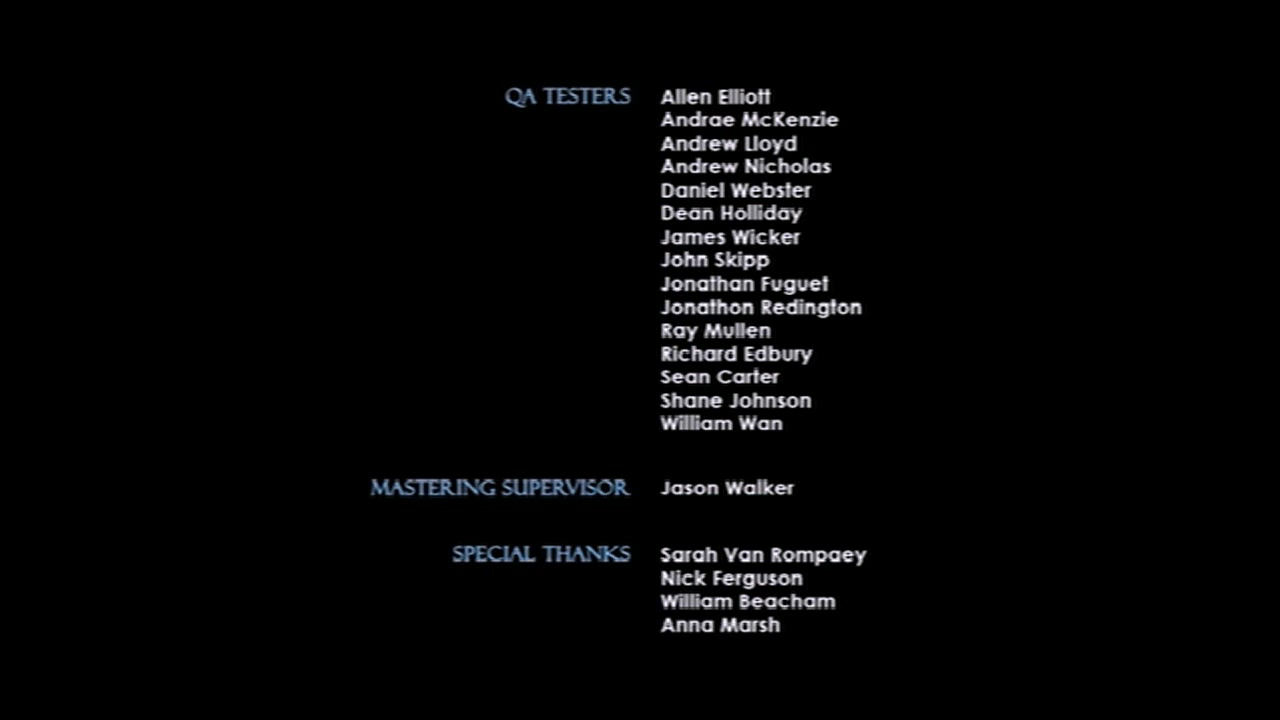 QA TESTERS Allen Elliott
Andrae McKenzie
Andrew Lloyd
Andrew Nicholas
Daniel Webster
Dean Holliday
James Wicker
John Skipp
Jonathan Fuguet
Jonathon Redington
Ray Mullen
Richard Edbury
Sean Carter
Shane Johnson
William Wan
MASTERING SUPERVISOR Jason Walker
SPECIAL THANKS Sarah Van Rompaey
Nick Ferguson
William Beacham
Anna Marsh